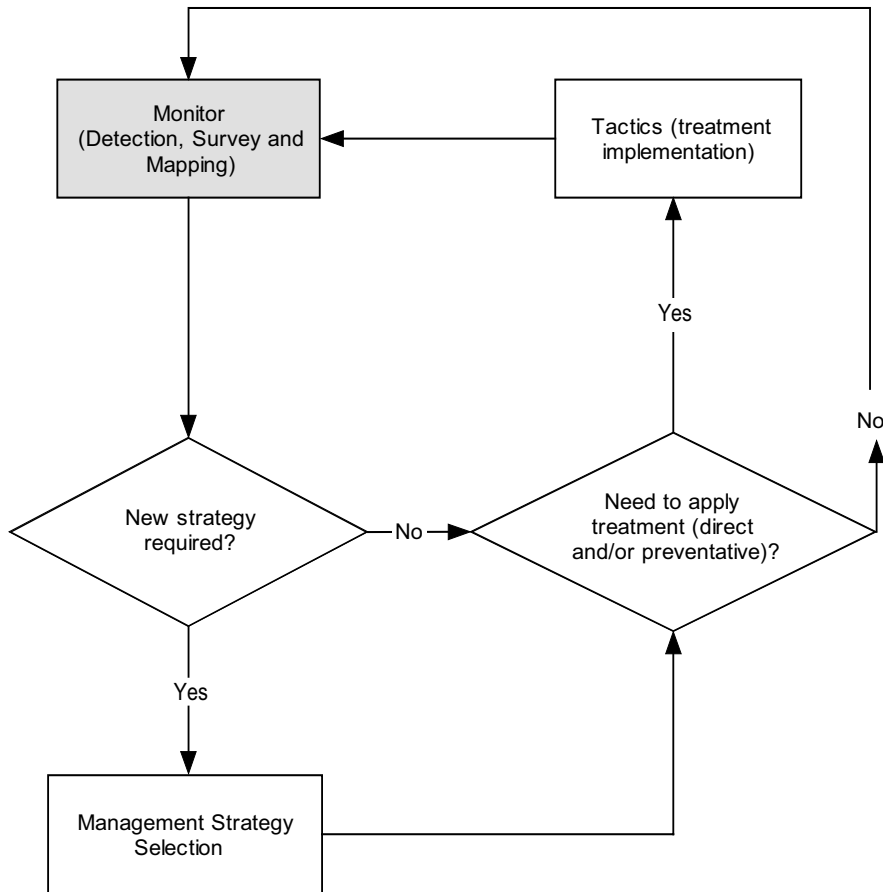 Monitor
(Detection, Survey and
Mapping)
Tactics (treatment
implementation)
Yes
No
New strategy
required?
No
Need to apply
treatment (direct
and/or preventative)?
Yes
Management Strategy
Selection